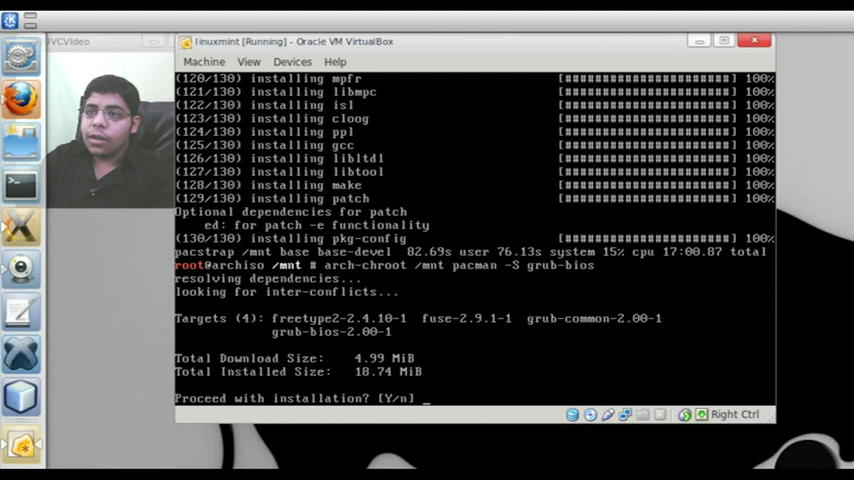 JVCVideo
linuxmint [Running] - Oracle VM VirtualBox
Machine View Devices Help
(120/130) installing mpfr [#######################] 100%
(121/130) installing libmpc [#######################] 100%
(122/130) installing isl [#######################] 100%
(123/130) installing cloog [#######################] 100%
(124/130) installing ppl [#######################] 100%
(125/130) installing gcc [#######################] 100%
(126/130) installing libltdl [#######################] 100%
(127/130) installing libtool [#######################] 100%
(128/130) installing make [#######################] 100%
(129/130) installing patch [#######################] 100%
Optional dependencies for patch
ed: for patch -e functionality
(130/130) installing pkg-config [#######################] 100%
pacstrap /mnt base base-devel 82.69s user 76.13s system 15% cpu 17:00.87 total
root@archiso /mnt # arch-chroot /mnt pacman -S grub-bios
resolving dependencies...
looking for inter-conflicts...
Targets (4): freetype2-2.4.10-1 fuse-2.9.1-1 grub-common-2.00-1
grub-bios-2.00-1
Total Download Size: 4.99 MiB
Total Installed Size: 18.74 MiB
Proceed with installation? [Y/n] _
Right Ctrl